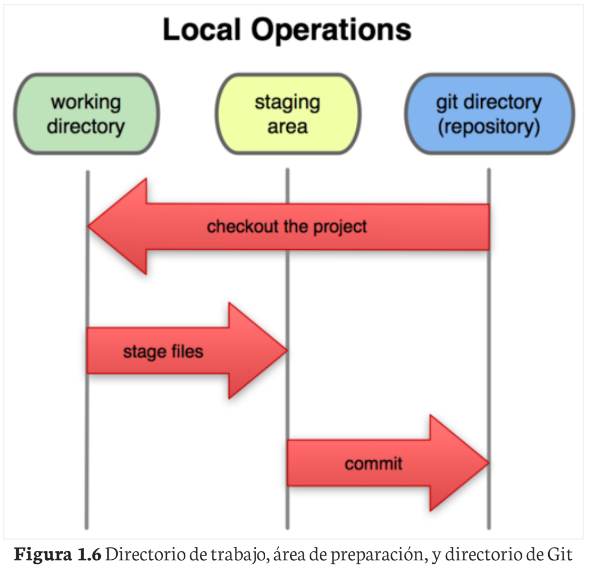 Local Operations
working
directory
staging
area
git directory
(repository)
checkout the project
stage files
commit
Figura 1.6 Directorio de trabajo, área de preparación, y directorio de Git